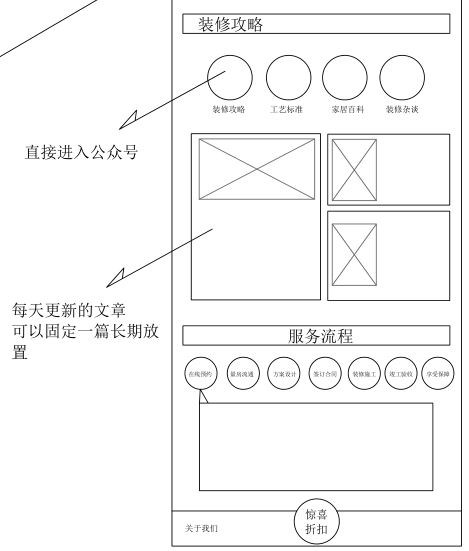 装修攻略
装修攻略 工艺标准 家居百科 装修杂谈
直接进入公众号
每天更新的文章
可以固定一篇长期放
置
服务流程
在线预约 量房流通 方案设计 签订合同 装修施工 竣工验收 享受保障
惊喜
折扣
关于我们